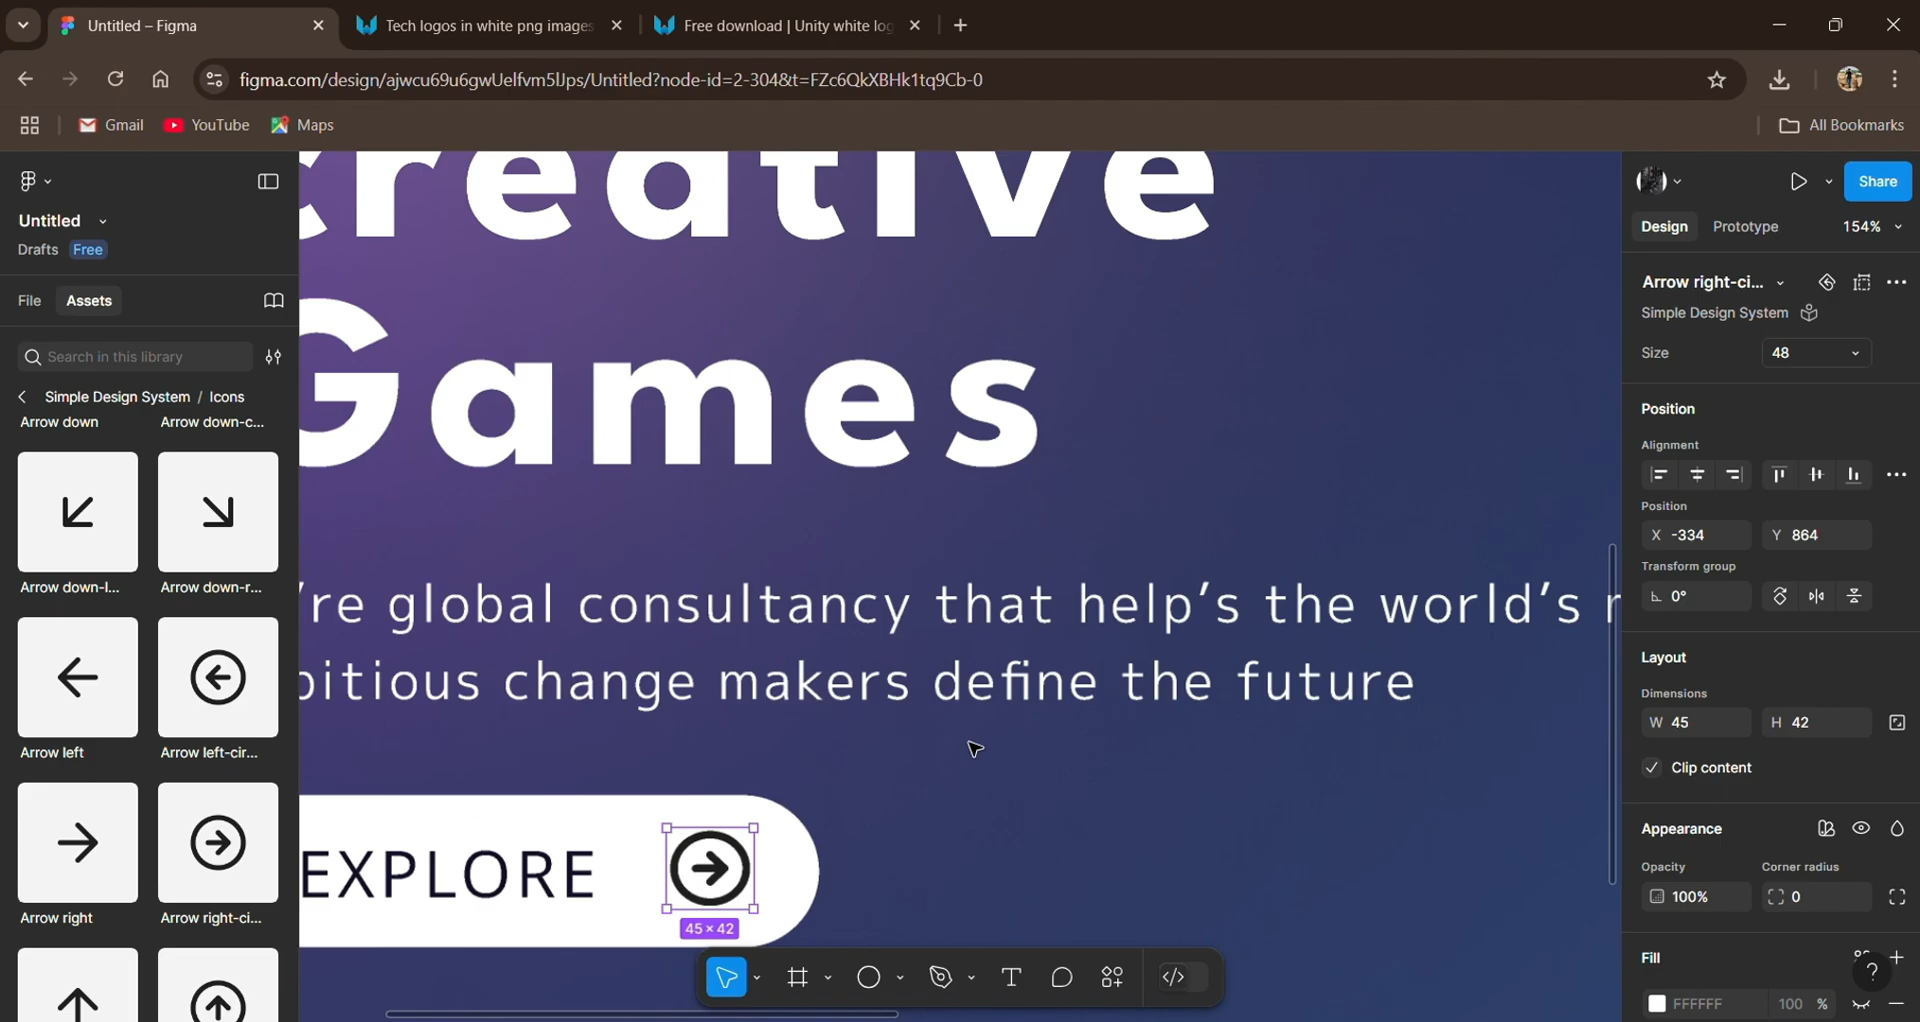 Untitled – Figma
Tech logos in white png images
Free download | Unity white log
figma.com/design/ajwcu69u6gwUelfvm5lJps/Untitled?node-id=2-304&t=FZc6QkXBHk1tq9Cb-0
Gmail
YouTube
Maps
All Bookmarks
Untitled
Drafts
Free
File
Assets
Search in this library
Simple Design System / Icons
Arrow down
Arrow down-c...
Arrow down-l...
Arrow down-r...
Arrow left
Arrow left-cir...
Arrow right
Arrow right-ci...
Creative
Games
're global consultancy that help's the world's
bitious change makers define the future
EXPLORE
45 × 42
Share
Design
Prototype
154%
Arrow right-ci...
Simple Design System
Size
48
Position
Alignment
Position
X -334
Y 864
Transform group
0°
Layout
Dimensions
W 45
H 42
Clip content
Appearance
Opacity
Corner radius
100%
0
Fill
?
FFFFFF
100 %